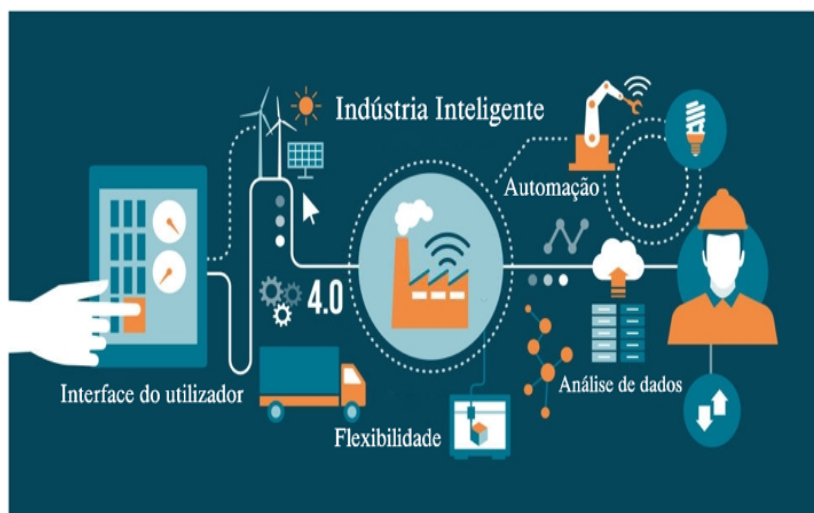 Indústria Inteligente
Automação
4.0
Interface do utilizador
Análise de dados
Flexibilidade